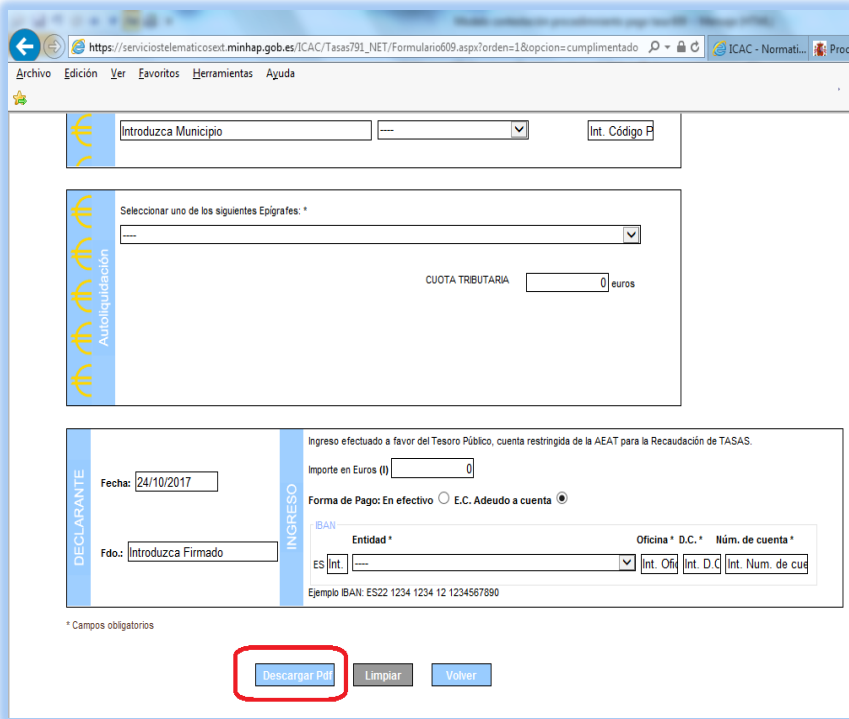 https://serviciostelematicosext.minhap.gob.es/ICAC/Tasas791_NET/Formulario609.aspx?orden=1&opcion=cumplimentado
ICAC - Normati...
Proc
Archivo Edición Ver Favoritos Herramientas Ayuda
Introduzca Municipio ---- Int. Código P
Autoliquidación
Seleccionar uno de los siguientes Epígrafes: *
----
CUOTA TRIBUTARIA 0 euros
DECLARANTE
Fecha: 24/10/2017
Fdo.: Introduzca Firmado
INGRESO
Ingreso efectuado a favor del Tesoro Público, cuenta restringida de la AEAT para la Recaudación de TASAS.
Importe en Euros (I) 0
Forma de Pago: En efectivo E.C. Adeudo a cuenta
IBAN
Entidad * Oficina * D.C. * Núm. de cuenta *
ES Int. ---- Int. Ofic Int. D.C Int. Num. de cue
Ejemplo IBAN: ES22 1234 1234 12 1234567890
* Campos obligatorios
Descargar Pdf Limpiar Volver